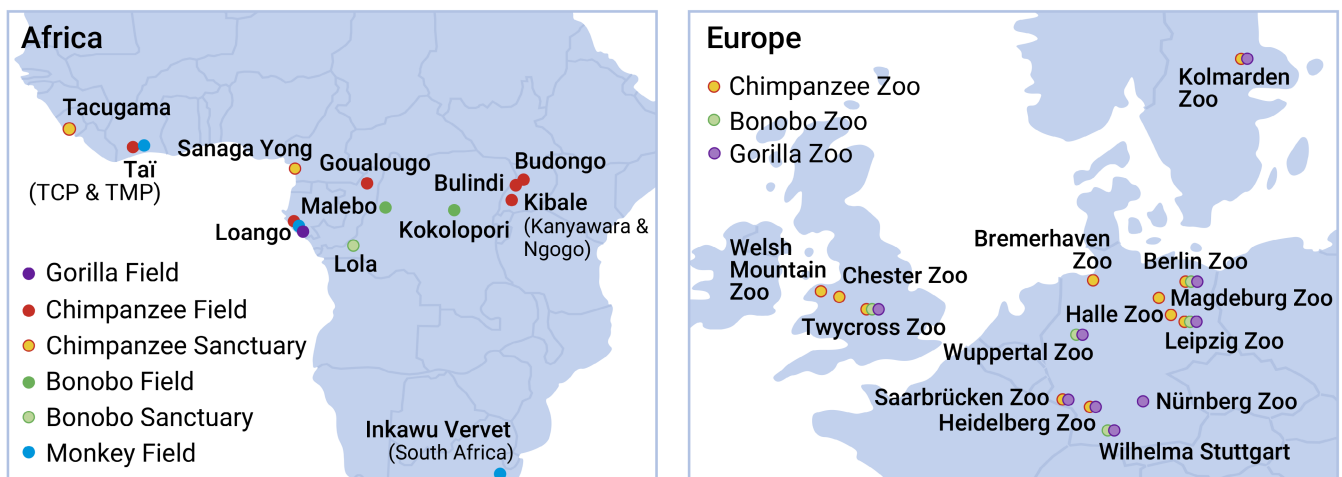 Africa
Tacugama
Taï
(TCP & TMP)
Sanaga Yong
Goualougo
Budongo
Bulindi
Malebo
Kibale
(Kanyawara &
Ngogo)
Kokolopori
Loango
Lola
Gorilla Field
Chimpanzee Field
Chimpanzee Sanctuary
Bonobo Field
Bonobo Sanctuary
Monkey Field
Inkawu Vervet
(South Africa)
Europe
Chimpanzee Zoo
Bonobo Zoo
Gorilla Zoo
Kolmarden
Zoo
Welsh
Mountain
Zoo
Chester Zoo
Twycross Zoo
Bremerhaven
Zoo
Berlin Zoo
Magdeburg Zoo
Halle Zoo
Leipzig Zoo
Wuppertal Zoo
Saarbrücken Zoo
Nürnberg Zoo
Heidelberg Zoo
Wilhelma Stuttgart